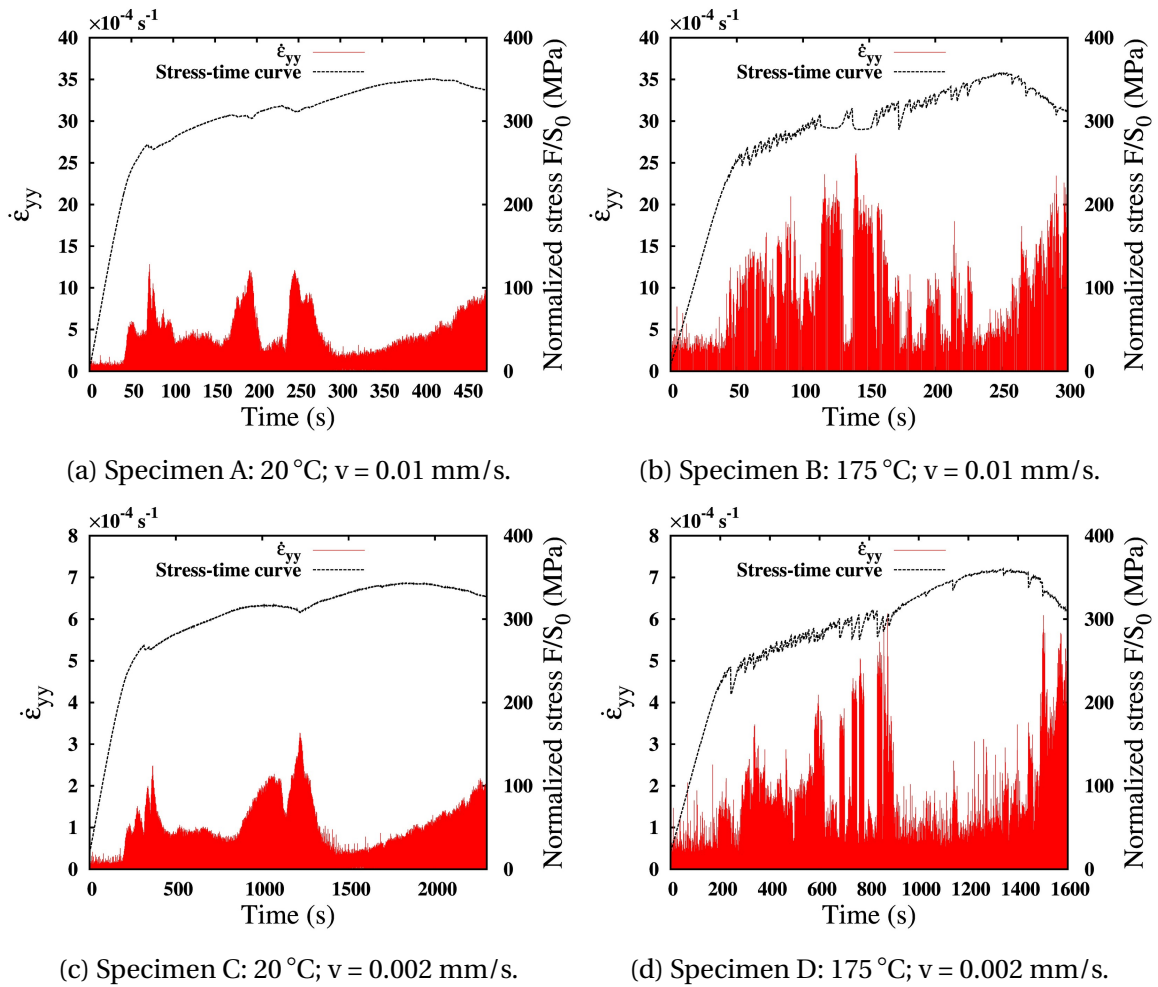 ×10⁻⁴ s⁻¹
ε̇yy
Stress-time curve
40
35
30
25
20
15
10
5
0
ε̇yy
400
300
200
100
0
Normalized stress F/S₀ (MPa)
0 50 100 150 200 250 300 350 400 450
Time (s)
(a) Specimen A: 20 °C; v = 0.01 mm/s.
×10⁻⁴ s⁻¹
ε̇yy
Stress-time curve
40
35
30
25
20
15
10
5
0
ε̇yy
400
300
200
100
0
Normalized stress F/S₀ (MPa)
0 50 100 150 200 250 300
Time (s)
(b) Specimen B: 175 °C; v = 0.01 mm/s.
×10⁻⁴ s⁻¹
ε̇yy
Stress-time curve
8
7
6
5
4
3
2
1
0
ε̇yy
400
300
200
100
0
Normalized stress F/S₀ (MPa)
0 500 1000 1500 2000
Time (s)
(c) Specimen C: 20 °C; v = 0.002 mm/s.
×10⁻⁴ s⁻¹
ε̇yy
Stress-time curve
8
7
6
5
4
3
2
1
0
ε̇yy
400
300
200
100
0
Normalized stress F/S₀ (MPa)
0 200 400 600 800 1000 1200 1400 1600
Time (s)
(d) Specimen D: 175 °C; v = 0.002 mm/s.